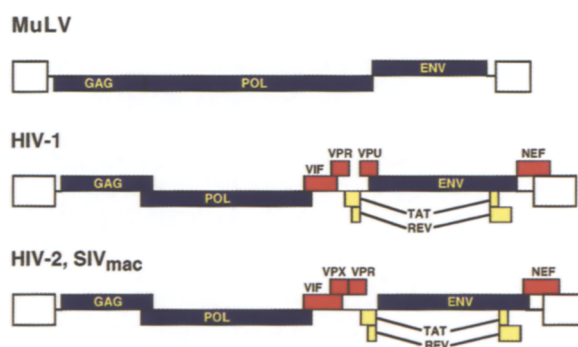 MuLV
ENV
GAG POL
HIV-1
VPR VPU
VIF NEF
GAG ENV
POL TAT
REV
HIV-2, SIVmac
VPX VPR
VIF NEF
GAG ENV
POL TAT
REV